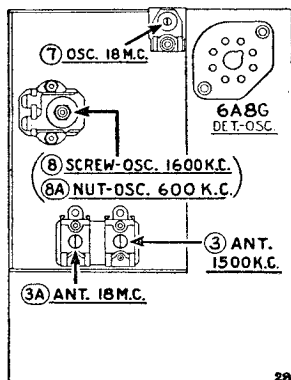 7 OSC. 18 M.C.
6A8G
DET.-OSC.
(8 SCREW-OSC. 1600 K.C.)
(8A NUT-OSC. 600 K.C.)
3 ANT.
1500 K.C.
3A ANT. 18 M.C.
28